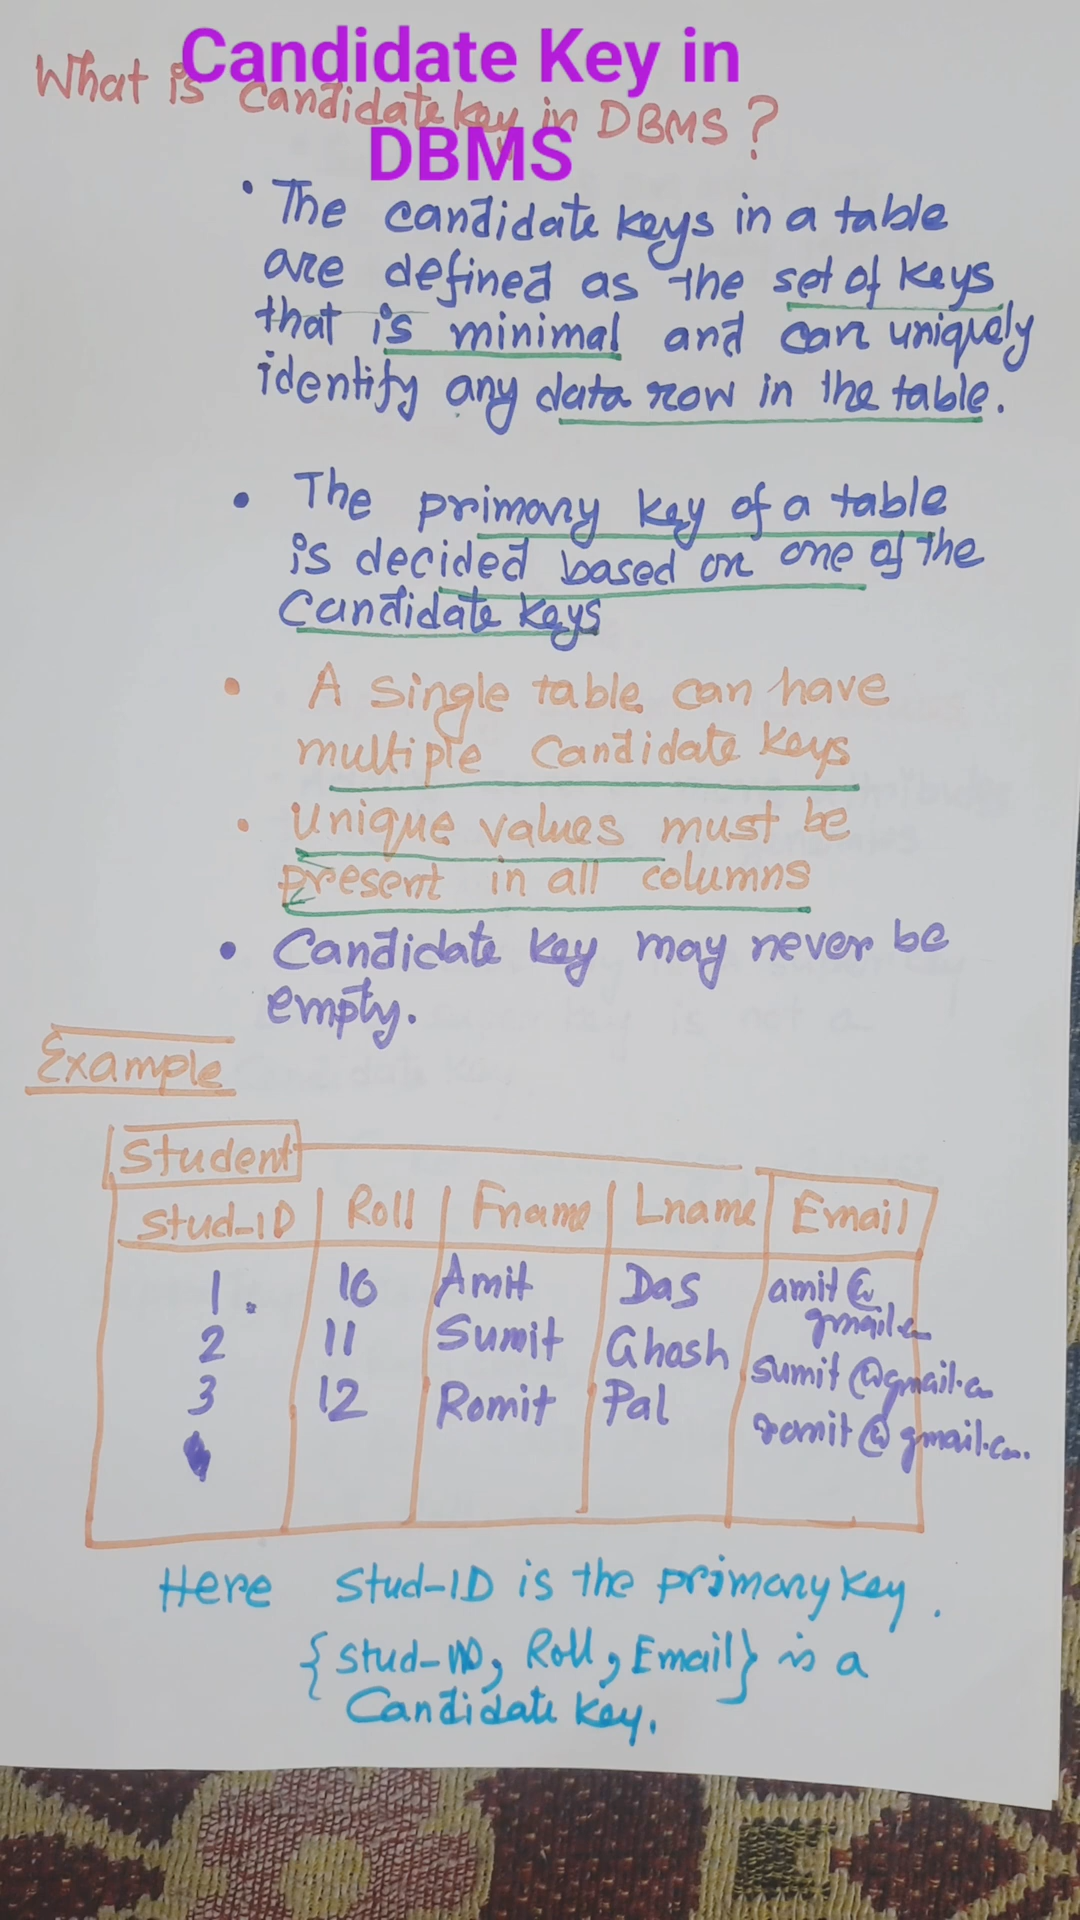 Candidate Key in
DBMS
What is Candidate key in DBMS?
• The candidate keys in a table
are defined as the set of keys
that is minimal and can uniquely
identify any data row in the table.
• The primary key of a table
is decided based on one of the
Candidate keys
• A single table can have
multiple Candidate keys
• Unique values must be
present in all columns
• Candidate key may never be
empty.
Example
Student
Stud-ID Roll Fname Lname Email
1. 10 Amit Das amit@
gmail.c
2 11 Sumit Ghosh sumit@gmail.c
3 12 Romit Pal romit@gmail.c..
Here Stud-ID is the primary key.
{Stud-ID, Roll, Email} is a
Candidate key.